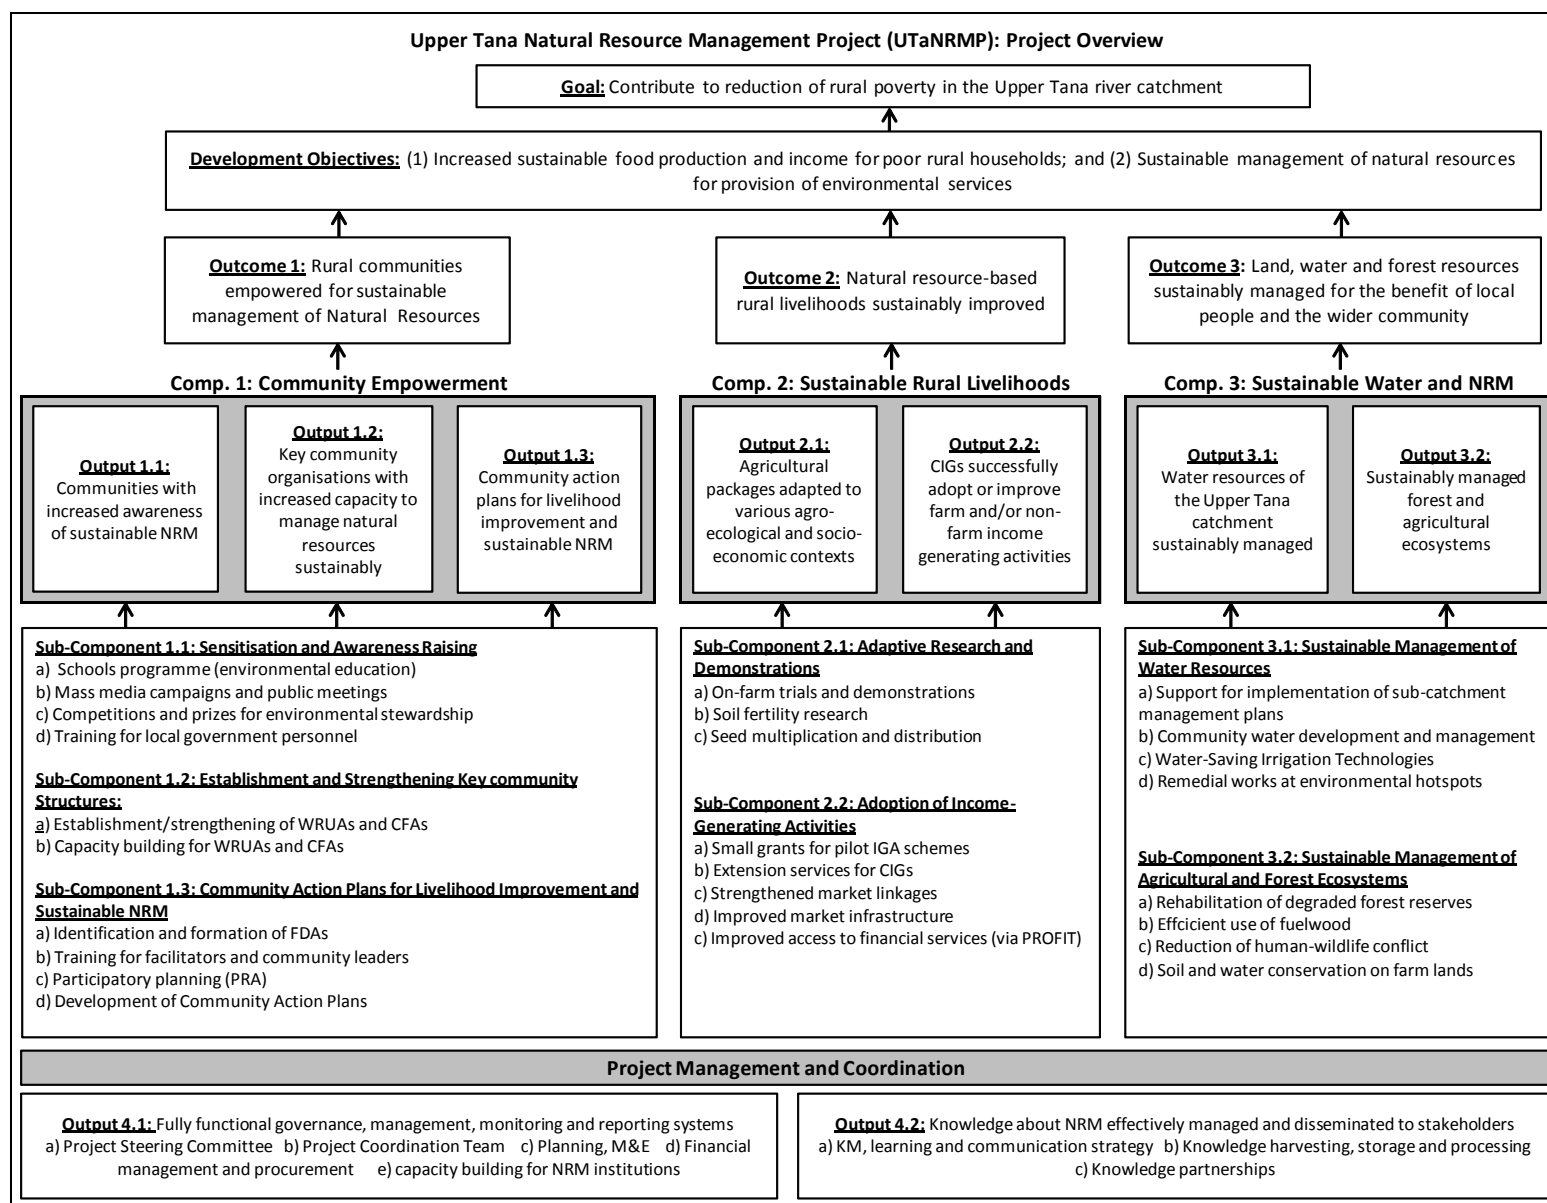 Upper Tana Natural Resource Management Project (UTaNRMP): Project Overview
Goal: Contribute to reduction of rural poverty in the Upper Tana river catchment
Development Objectives: (1) Increased sustainable food production and income for poor rural households; and (2) Sustainable management of natural resources
for provision of environmental services
Outcome 1: Rural communities
empowered for sustainable
management of Natural Resources
Outcome 2: Natural resource-based
rural livelihoods sustainably improved
Outcome 3: Land, water and forest resources
sustainably managed for the benefit of local
people and the wider community
Comp. 1: Community Empowerment
Output 1.1:
Communities with
increased awareness
of sustainable NRM
Output 1.2:
Key community
organisations with
increased capacity to
manage natural
resources
sustainably
Output 1.3:
Community action
plans for livelihood
improvement and
sustainable NRM
Comp. 2: Sustainable Rural Livelihoods
Output 2.1:
Agricultural
packages adapted to
various agro-
ecological and socio-
economic contexts
Output 2.2:
CIGs successfully
adopt or improve
farm and/or non-
farm income
generating activities
Comp. 3: Sustainable Water and NRM
Output 3.1:
Water resources of
the Upper Tana
catchment
sustainably managed
Output 3.2:
Sustainably managed
forest and
agricultural
ecosystems
Sub-Component 1.1: Sensitisation and Awareness Raising
a) Schools programme (environmental education)
b) Mass media campaigns and public meetings
c) Competitions and prizes for environmental stewardship
d) Training for local government personnel
Sub-Component 1.2: Establishment and Strengthening Key community
Structures:
a) Establishment/strengthening of WRUAs and CFAs
b) Capacity building for WRUAs and CFAs
Sub-Component 1.3: Community Action Plans for Livelihood Improvement and
Sustainable NRM
a) Identification and formation of FDAs
b) Training for facilitators and community leaders
c) Participatory planning (PRA)
d) Development of Community Action Plans
Sub-Component 2.1: Adaptive Research and
Demonstrations
a) On-farm trials and demonstrations
b) Soil fertility research
c) Seed multiplication and distribution
Sub-Component 2.2: Adoption of Income-
Generating Activities
a) Small grants for pilot IGA schemes
b) Extension services for CIGs
c) Strengthened market linkages
d) Improved market infrastructure
c) Improved access to financial services (via PROFIT)
Sub-Component 3.1: Sustainable Management of
Water Resources
a) Support for implementation of sub-catchment
management plans
b) Community water development and management
c) Water-Saving Irrigation Technologies
d) Remedial works at environmental hotspots
Sub-Component 3.2: Sustainable Management of
Agricultural and Forest Ecosystems
a) Rehabilitation of degraded forest reserves
b) Effcicient use of fuelwood
c) Reduction of human-wildlife conflict
d) Soil and water conservation on farm lands
Project Management and Coordination
Output 4.1: Fully functional governance, management, monitoring and reporting systems
a) Project Steering Committee b) Project Coordination Team c) Planning, M&E d) Financial
management and procurement e) capacity building for NRM institutions
Output 4.2: Knowledge about NRM effectively managed and disseminated to stakeholders
a) KM, learning and communication strategy b) Knowledge harvesting, storage and processing
c) Knowledge partnerships